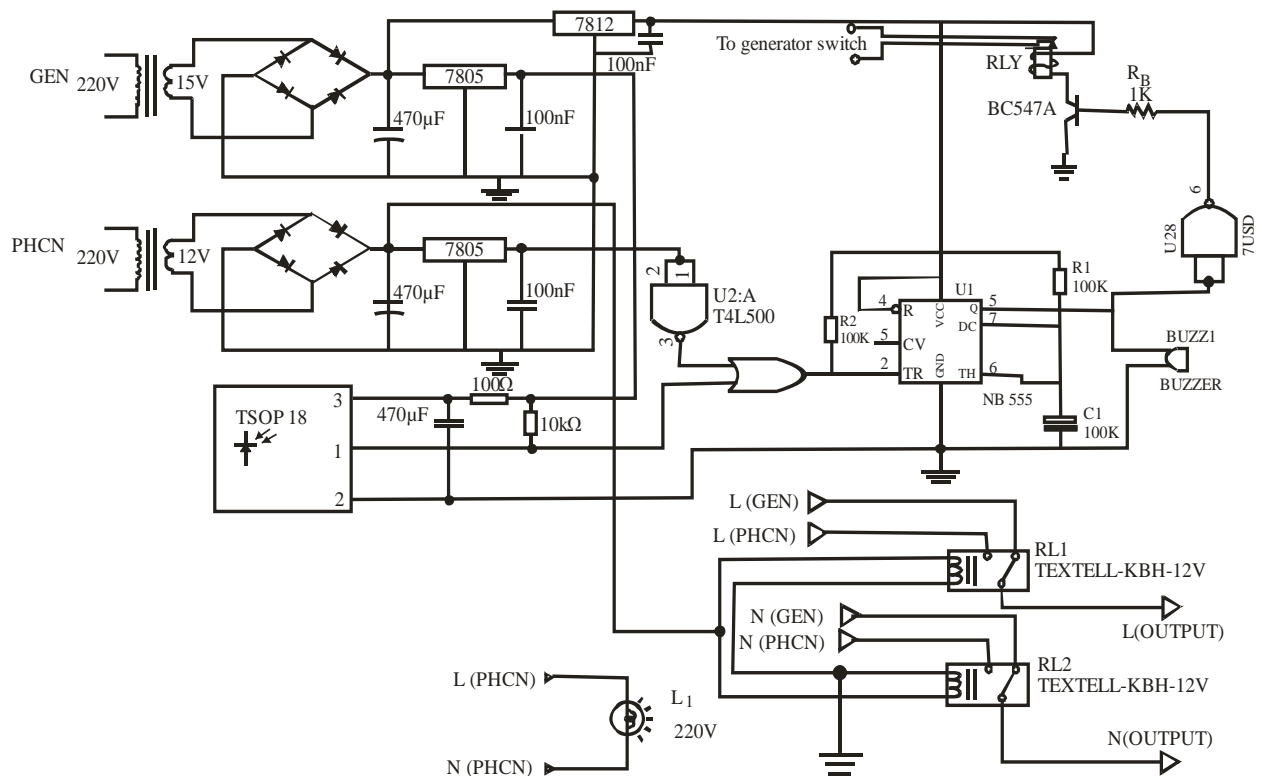 7812
To generator switch
100nF
RLY
GEN
220V
15V
7805
470µF
100nF
BC547A
R_B
1K
6
U28
7USD
PHCN
220V
12V
7805
470µF
100nF
2
1
U2:A
T4L500
3
R1
100K
R2
100K
U1
4
R
VCC
Q
5
DC
7
5
CV
2
TR
GND
TH
6
NB 555
BUZZ1
BUZZER
C1
100K
TSOP 18
3
1
2
470µF
100Ω
10kΩ
L (GEN)
L (PHCN)
RL1
TEXTELL-KBH-12V
L(OUTPUT)
N (GEN)
N (PHCN)
RL2
TEXTELL-KBH-12V
N(OUTPUT)
L (PHCN)
L1
220V
N (PHCN)